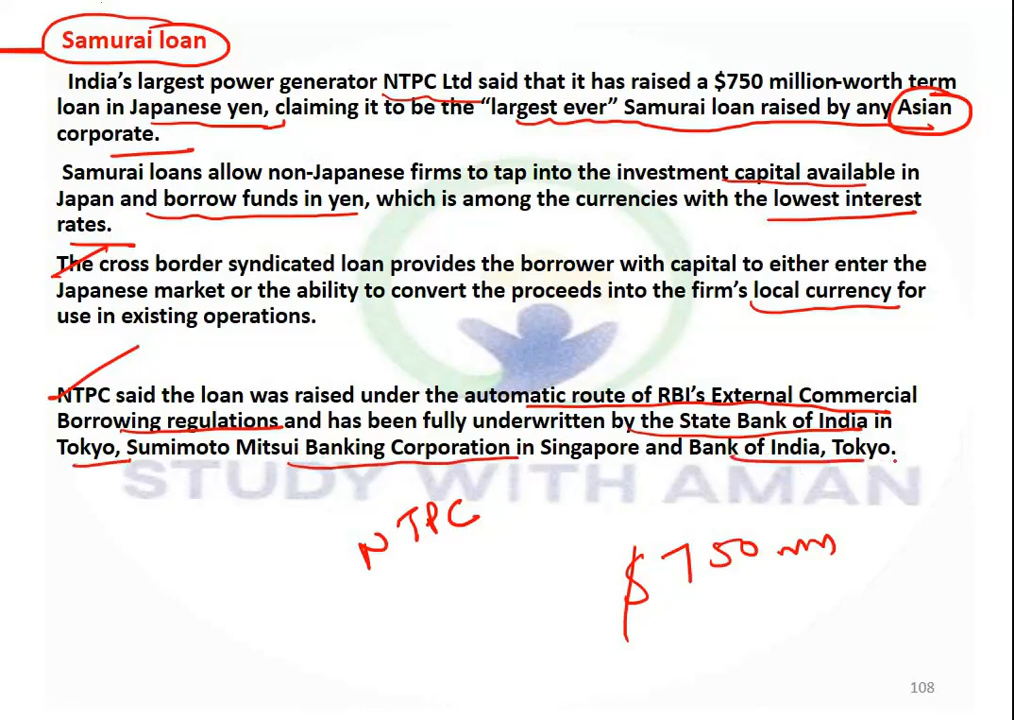 Samurai loan
India's largest power generator NTPC Ltd said that it has raised a $750 million-worth term
loan in Japanese yen, claiming it to be the "largest ever" Samurai loan raised by any Asian
corporate.
Samurai loans allow non-Japanese firms to tap into the investment capital available in
Japan and borrow funds in yen, which is among the currencies with the lowest interest
rates.
The cross border syndicated loan provides the borrower with capital to either enter the
Japanese market or the ability to convert the proceeds into the firm's local currency for
use in existing operations.
NTPC said the loan was raised under the automatic route of RBI's External Commercial
Borrowing regulations and has been fully underwritten by the State Bank of India in
Tokyo, Sumimoto Mitsui Banking Corporation in Singapore and Bank of India, Tokyo.
STUDY WITH AMAN
NTPC
$750 mm
108